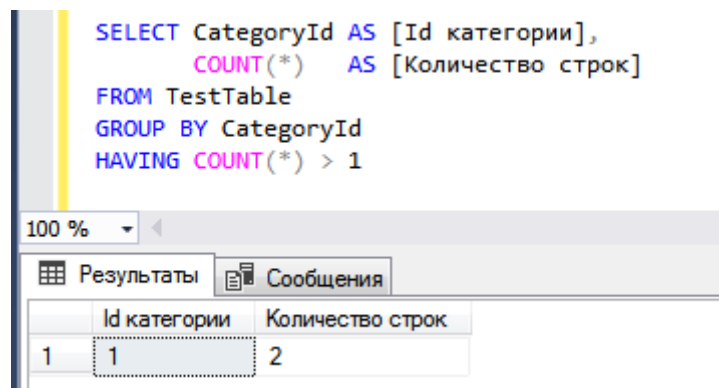 SELECT CategoryId AS [Id категории],
COUNT(*) AS [Количество строк]
FROM TestTable
GROUP BY CategoryId
HAVING COUNT(*) > 1
100 %
Результаты Сообщения
Id категории Количество строк
1 1 2